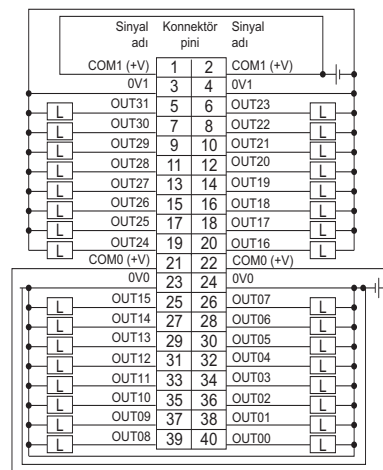 Sinyal Konnektör Sinyal
adı pini adı
COM1 (+V) 1 2 COM1 (+V)
0V1 3 4 0V1
L OUT31 5 6 OUT23 L
L OUT30 7 8 OUT22 L
L OUT29 9 10 OUT21 L
L OUT28 11 12 OUT20 L
L OUT27 13 14 OUT19 L
L OUT26 15 16 OUT18 L
L OUT25 17 18 OUT17 L
L OUT24 19 20 OUT16 L
COM0 (+V) 21 22 COM0 (+V)
0V0 23 24 0V0
L OUT15 25 26 OUT07 L
L OUT14 27 28 OUT06 L
L OUT13 29 30 OUT05 L
L OUT12 31 32 OUT04 L
L OUT11 33 34 OUT03 L
L OUT10 35 36 OUT02 L
L OUT09 37 38 OUT01 L
L OUT08 39 40 OUT00 L